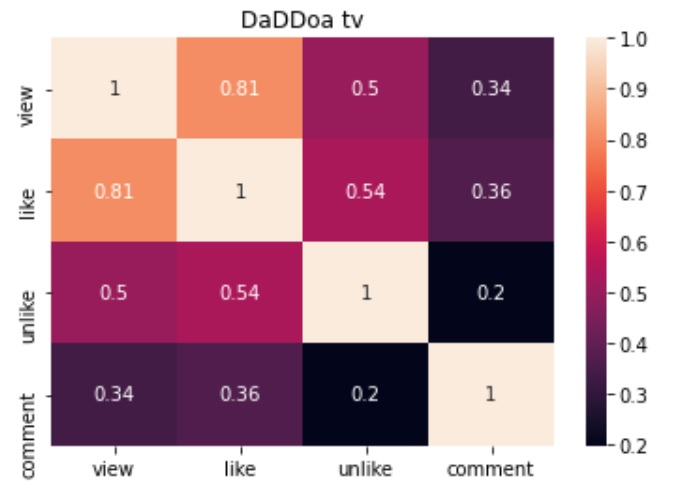 DaDDoa tv
view 1 0.81 0.5 0.34
like 0.81 1 0.54 0.36
unlike 0.5 0.54 1 0.2
comment 0.34 0.36 0.2 1
view like unlike comment
1.0
0.9
0.8
0.7
0.6
0.5
0.4
0.3
0.2